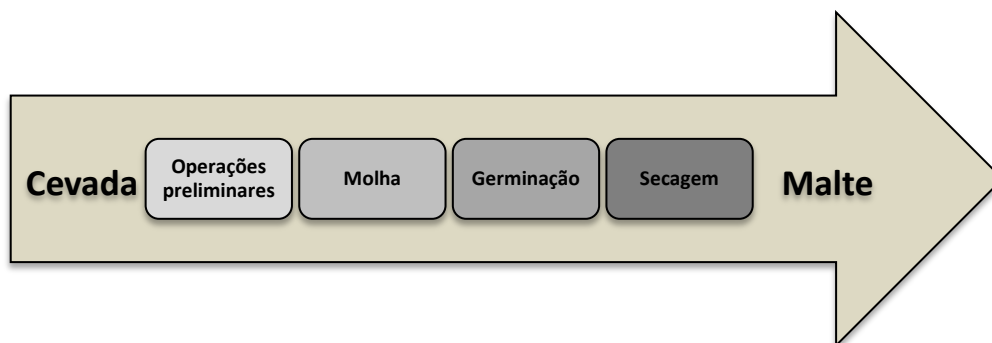 Cevada
Operações
preliminares
Molha
Germinação
Secagem
Malte